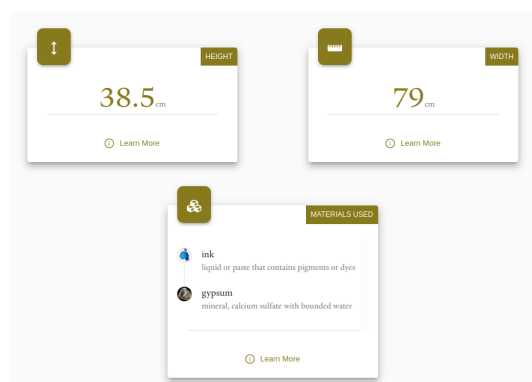 HEIGHT
38.5cm
Learn More
WIDTH
79cm
Learn More
MATERIALS USED
ink
liquid or paste that contains pigments or dyes
gypsum
mineral, calcium sulfate with bounded water
Learn More